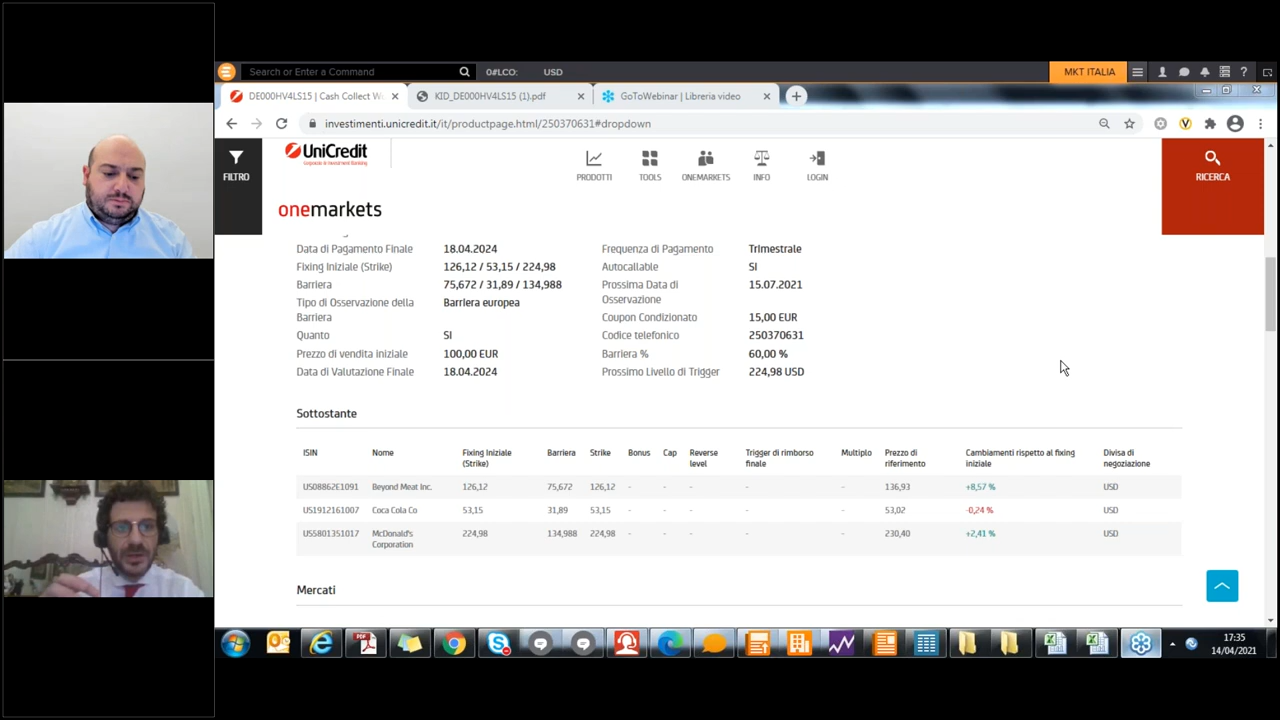 Search or Enter a Command
0#LCO:
USD
MKT ITALIA
DE000HV4LS15 | Cash Collect W
KID_DE000HV4LS15 (1).pdf
GoToWebinar | Libreria video
investimenti.unicredit.it/it/productpage.html/250370631#dropdown
FILTRO
UniCredit
PRODOTTI
TOOLS
ONEMARKETS
INFO
LOGIN
RICERCA
onemarkets
Data di Pagamento Finale 18.04.2024
Fixing Iniziale (Strike) 126,12 / 53,15 / 224,98
Barriera 75,672 / 31,89 / 134,988
Tipo di Osservazione della Barriera europea
Barriera
Quanto SI
Prezzo di vendita iniziale 100,00 EUR
Data di Valutazione Finale 18.04.2024
Frequenza di Pagamento Trimestrale
Autocallable SI
Prossima Data di 15.07.2021
Osservazione
Coupon Condizionato 15,00 EUR
Codice telefonico 250370631
Barriera % 60,00 %
Prossimo Livello di Trigger 224,98 USD
Sottostante
ISIN Nome Fixing Iniziale Barriera Strike Bonus Cap Reverse Trigger di rimborso Multiplo Prezzo di Cambiamenti rispetto al fixing Divisa di
(Strike) level finale riferimento iniziale negoziazione
US08862E1091 Beyond Meat Inc. 126,12 75,672 126,12 - - - - - 136,93 +8,57 % USD
US1912161007 Coca Cola Co 53,15 31,89 53,15 - - - - - 53,02 -0,24 % USD
US5801351017 McDonald's 224,98 134,988 224,98 - - - - - 230,40 +2,41 % USD
Corporation
Mercati
17:35
14/04/2021